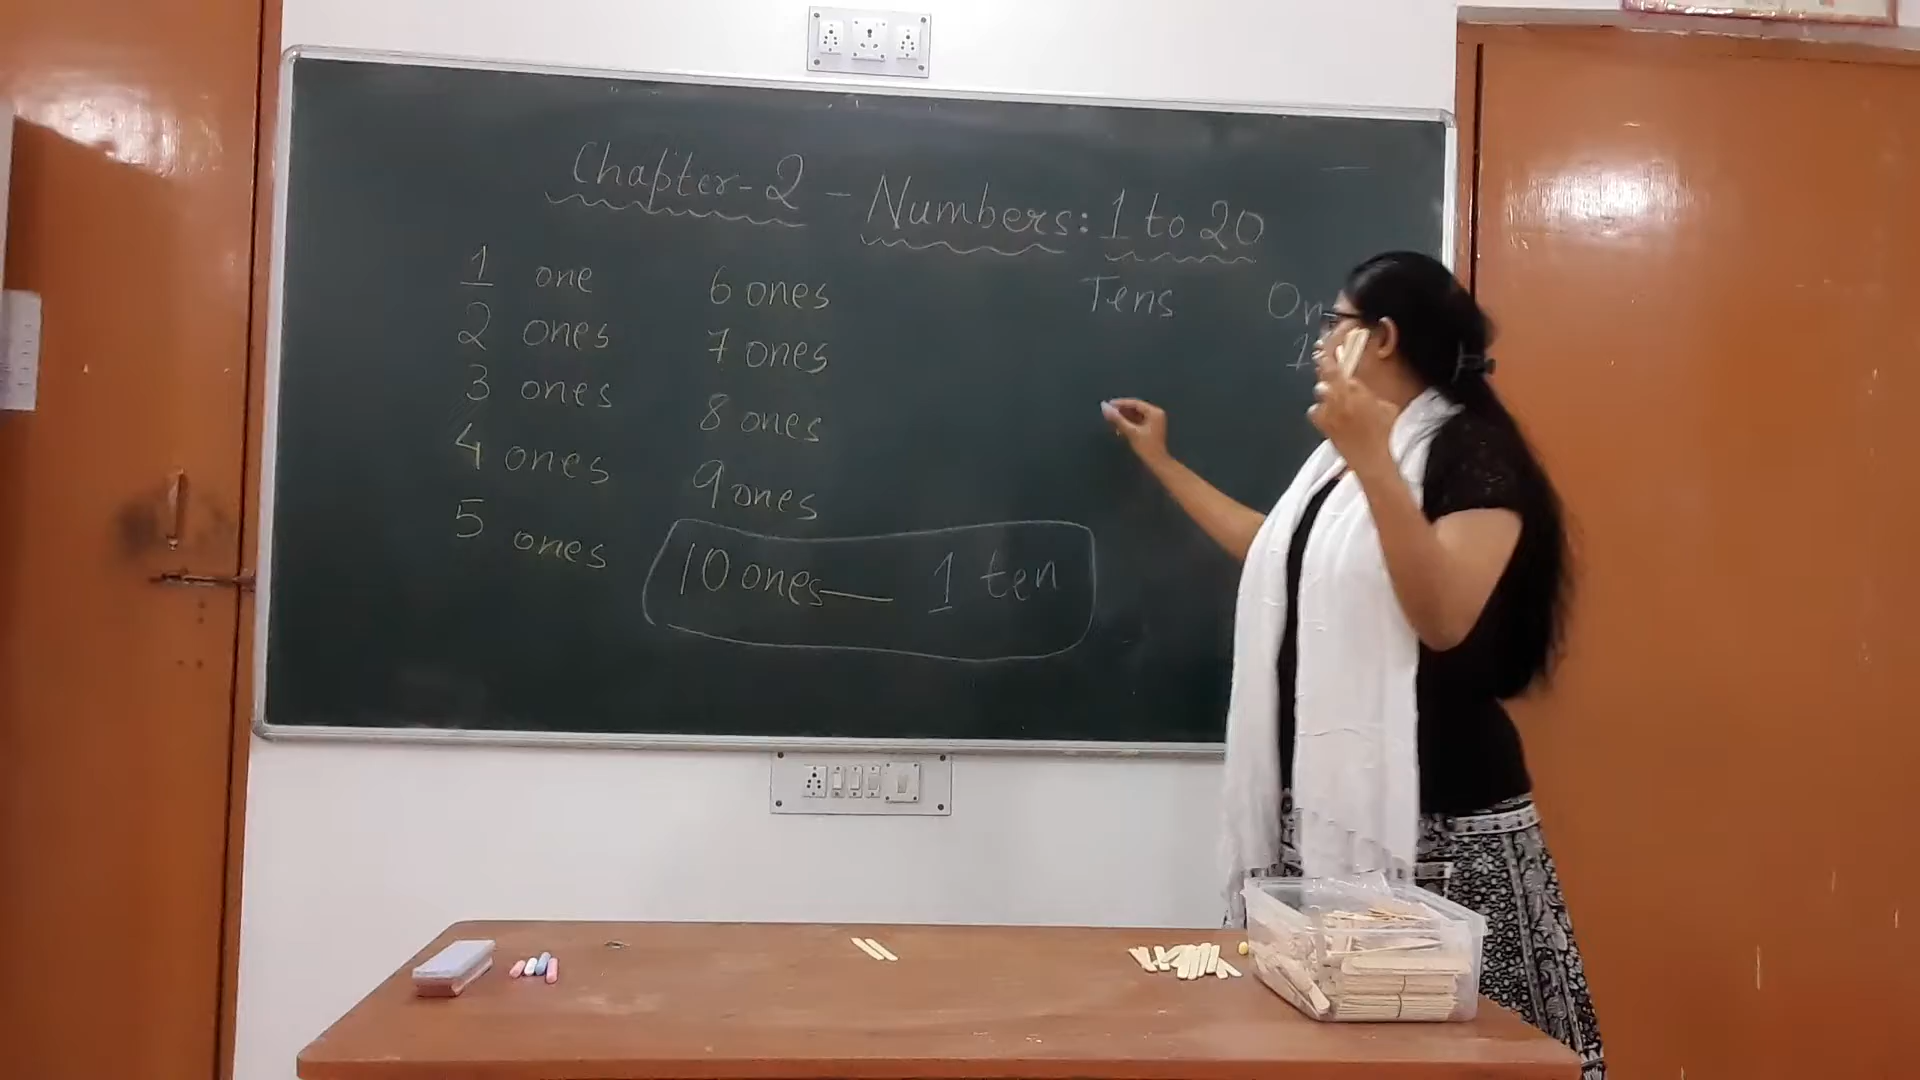 Chapter-2 - Numbers: 1 to 20
1 one
2 ones
3 ones
4 ones
5 ones
6 ones
7 ones
8 ones
9 ones
10 ones — 1 ten
Tens On
1